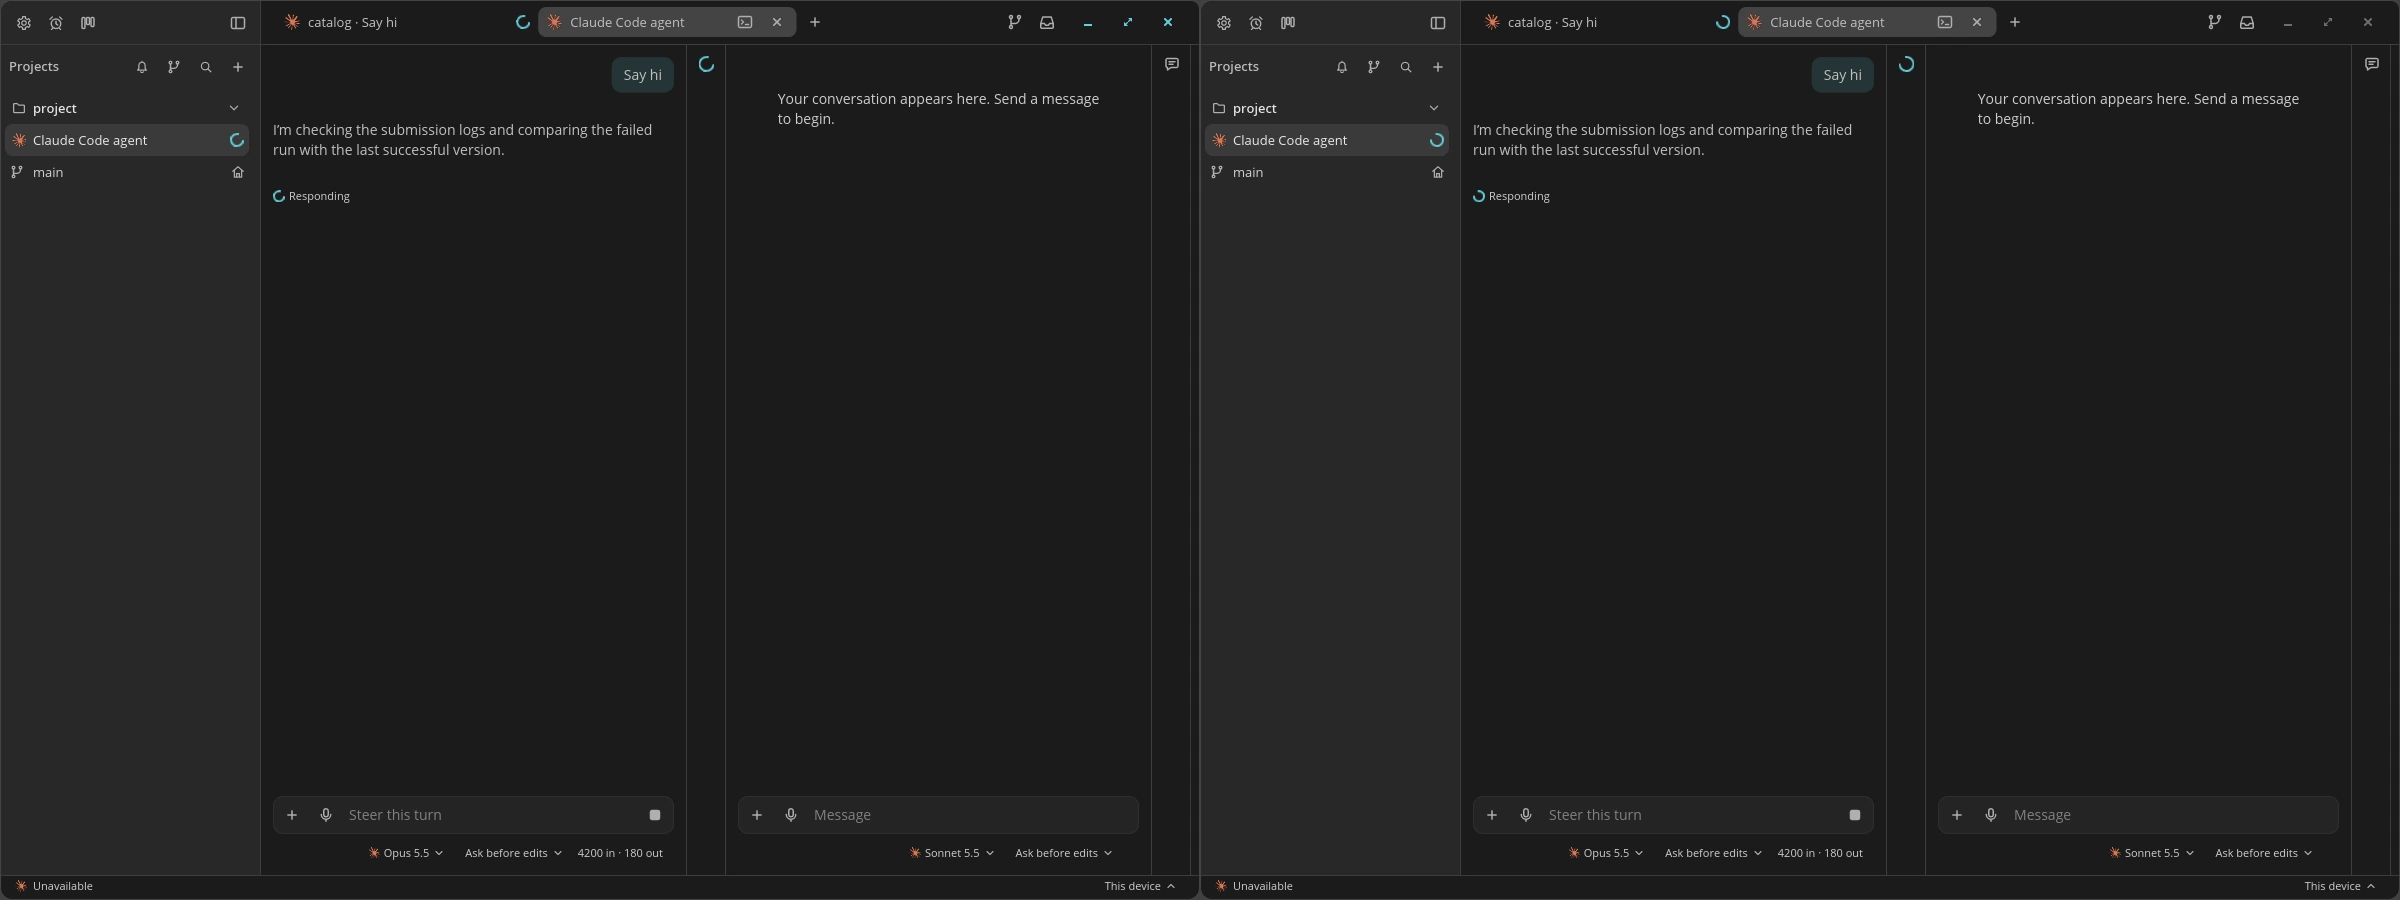 catalog · Say hi
Claude Code agent
Projects
project
Claude Code agent
main
Say hi
I'm checking the submission logs and comparing the failed
run with the last successful version.
Responding
Steer this turn
Opus 5.5
Ask before edits
4200 in · 180 out
Your conversation appears here. Send a message
to begin.
Message
Sonnet 5.5
Ask before edits
Unavailable
This device
catalog · Say hi
Claude Code agent
Projects
project
Claude Code agent
main
Say hi
I'm checking the submission logs and comparing the failed
run with the last successful version.
Responding
Steer this turn
Opus 5.5
Ask before edits
4200 in · 180 out
Your conversation appears here. Send a message
to begin.
Message
Sonnet 5.5
Ask before edits
Unavailable
This device